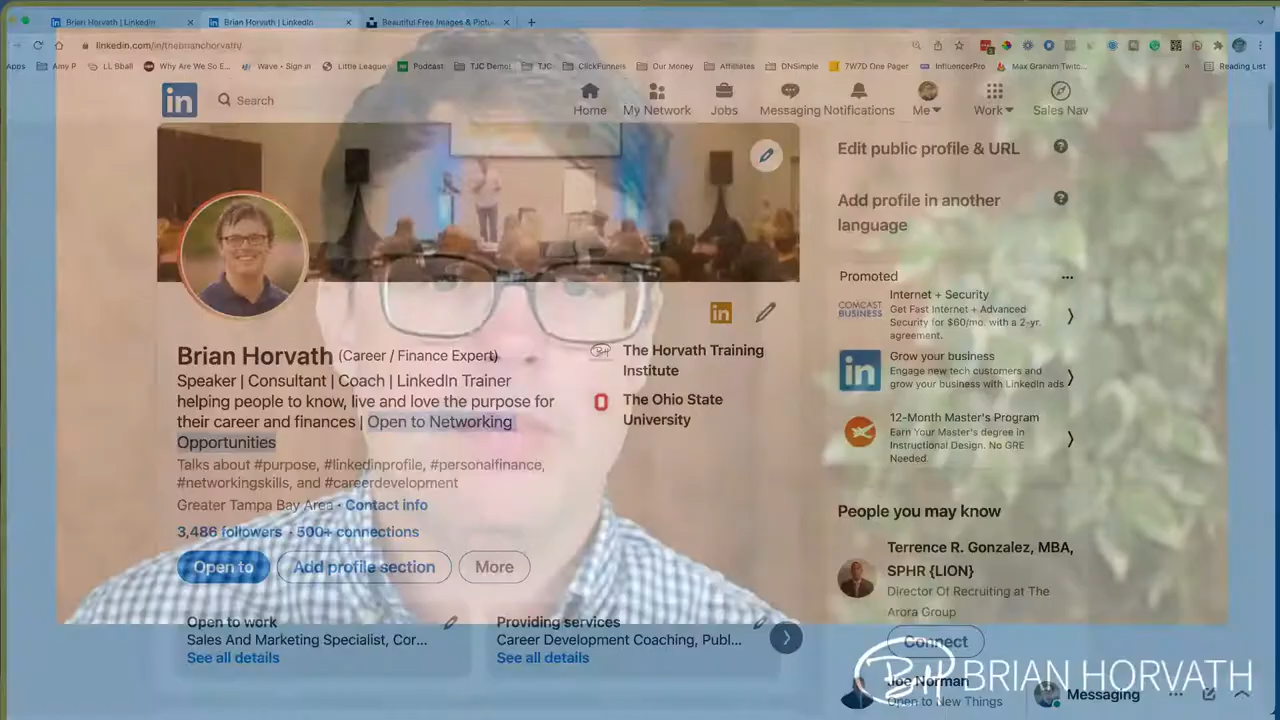 Brian Horvath | LinkedIn
Brian Horvath | LinkedIn
Beautiful Free Images & Pictu
linkedin.com/in/thebrianchorvath/
Apps
Amy P
LL Bball
Why Are We So E...
Wave - Sign in
Little League
Podcast
TJC Demo
TJC
ClickFunnels
Our Money
Affiliates
DNSimple
7W7D One Pager
InfluencerPro
Max Granam Twitc...
»
Reading List
in
Search
Home
My Network
Jobs
Messaging
Notifications
Me
Work
Sales Nav
Brian Horvath (Career / Finance Expert)
Speaker | Consultant | Coach | LinkedIn Trainer
helping people to know, live and love the purpose for
their career and finances | Open to Networking
Opportunities
Talks about #purpose, #linkedinprofile, #personalfinance,
#networkingskills, and #careerdevelopment
Greater Tampa Bay Area · Contact info
3,486 followers · 500+ connections
Open to
Add profile section
More
in
BH
The Horvath Training
Institute
The Ohio State
University
Open to work
Sales And Marketing Specialist, Cor...
See all details
Providing services
Career Development Coaching, Publ...
See all details
Edit public profile & URL
Add profile in another
language
Promoted
COMCAST
BUSINESS
Internet + Security
Get Fast Internet + Advanced
Security for $60/mo. with a 2-yr.
agreement.
in
Grow your business
Engage new tech customers and
grow your business with LinkedIn ads
12-Month Master's Program
Earn Your Master's degree in
Instructional Design. No GRE
Needed.
People you may know
Terrence R. Gonzalez, MBA,
SPHR {LION}
Director Of Recruiting at The
Arora Group
Connect
Joe Norman
Open to New Things
Messaging
BH BRIAN HORVATH